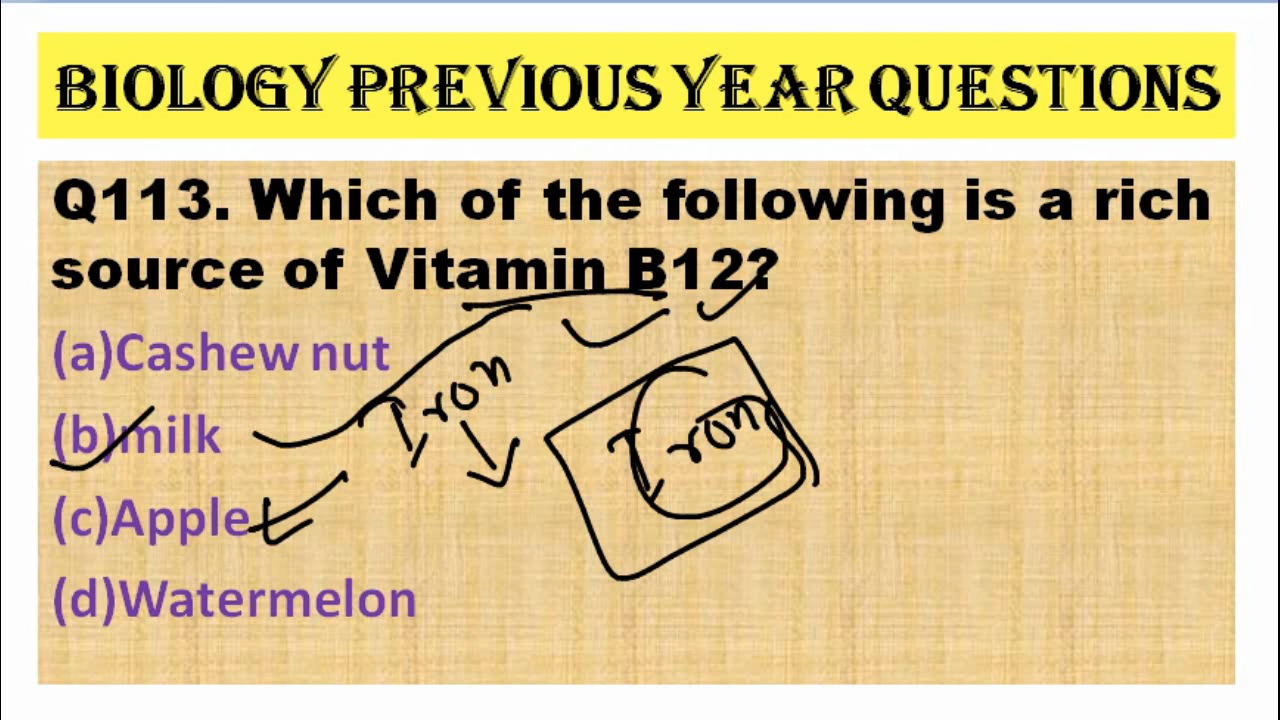 BIOLOGY PREVIOUS YEAR QUESTIONS
Q113. Which of the following is a rich
source of Vitamin B12?
(a)Cashew nut
(b)milk
Iron
Iron
(c)Apple
(d)Watermelon